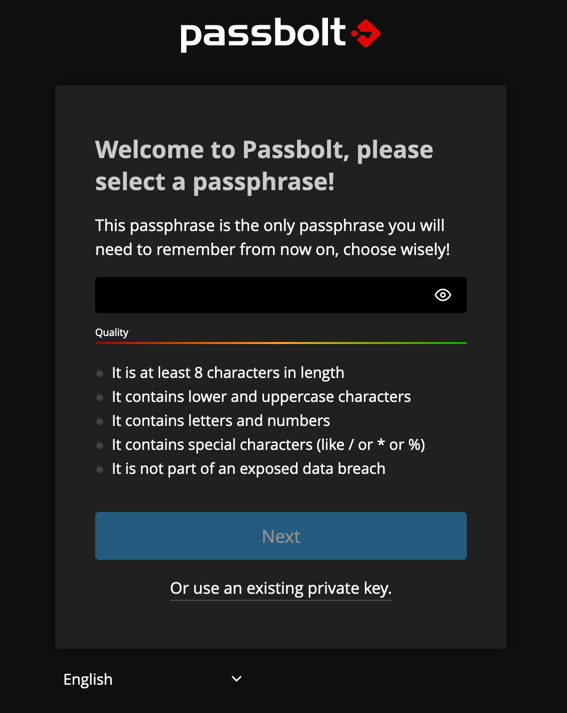 passbolt
Welcome to Passbolt, please
select a passphrase!
This passphrase is the only passphrase you will
need to remember from now on, choose wisely!
Quality
It is at least 8 characters in length
It contains lower and uppercase characters
It contains letters and numbers
It contains special characters (like / or * or %)
It is not part of an exposed data breach
Next
Or use an existing private key.
English